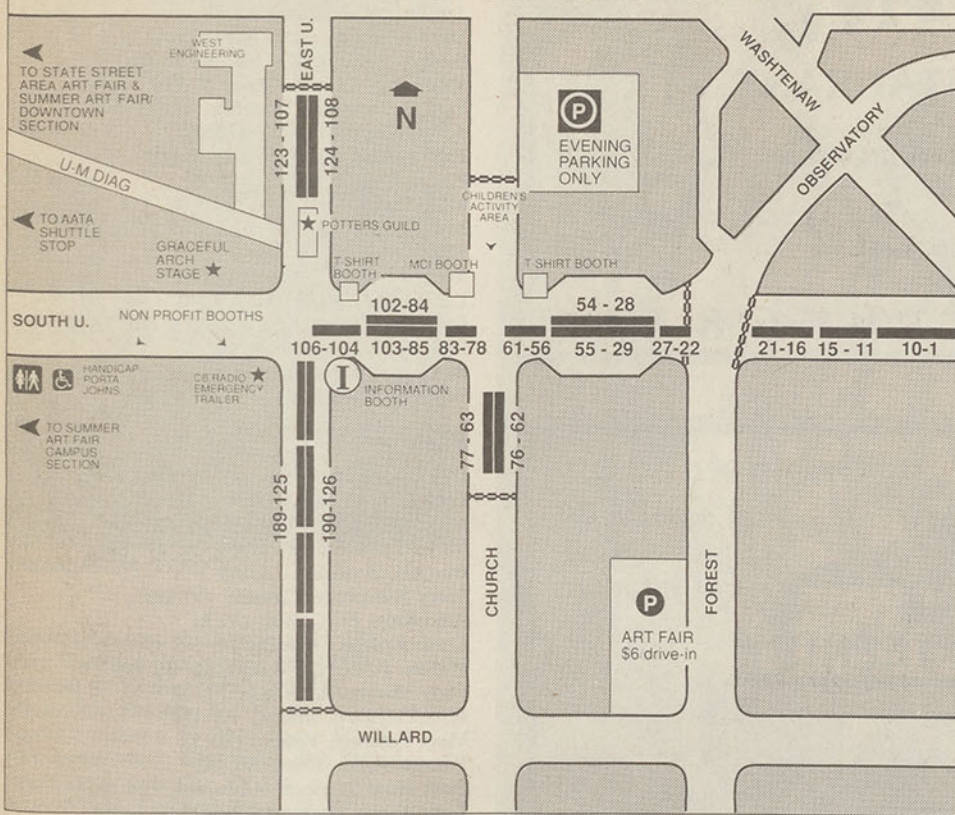 WEST
ENGINEERING
TO STATE STREET
AREA ART FAIR &
SUMMER ART FAIR/
DOWNTOWN
SECTION
U-M DIAG
TO AATA
SHUTTLE
STOP
GRACEFUL
ARCH
STAGE
EAST U.
123 - 107
124 - 108
N
POTTERS GUILD
T-SHIRT
BOOTH
MCI BOOTH
CHILDREN'S
ACTIVITY
AREA
P
EVENING
PARKING
ONLY
T-SHIRT BOOTH
WASHTENAW
OBSERVATORY
SOUTH U.
NON PROFIT BOOTHS
102-84
54 - 28
106-104
103-85
83-78
61-56
55 - 29
27-22
21-16
15 - 11
10-1
HANDICAP
PORTA
JOHNS
CB RADIO
EMERGENCY
TRAILER
I
INFORMATION
BOOTH
TO SUMMER
ART FAIR
CAMPUS
SECTION
77 - 63
76 - 62
189-125
190-126
CHURCH
FOREST
P
ART FAIR
$6/drive-in
WILLARD